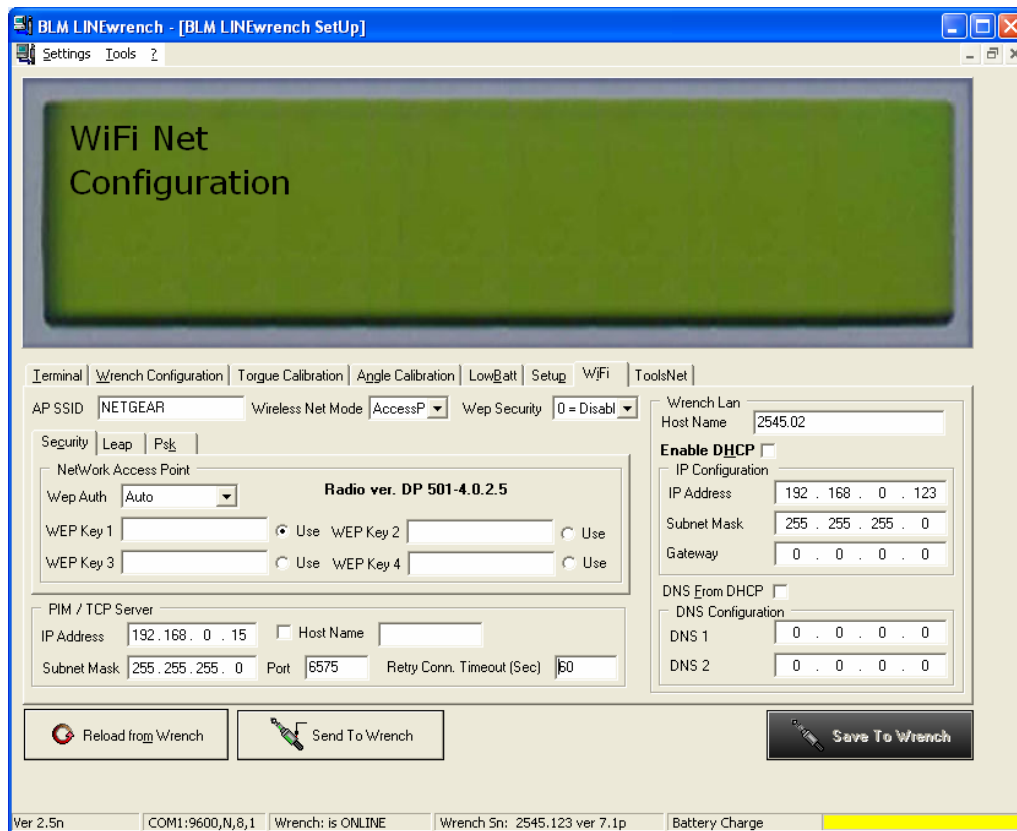 BLM LINEwrench - [BLM LINEwrench SetUp]
Settings Tools ?
WiFi Net
Configuration
Terminal Wrench Configuration Torque Calibration Angle Calibration LowBatt Setup WiFi ToolsNet
AP SSID NETGEAR Wireless Net Mode AccessP Wep Security 0 = Disabl
Security Leap Psk
NetWork Access Point
Wep Auth Auto Radio ver. DP 501-4.0.2.5
WEP Key 1 Use WEP Key 2 Use
WEP Key 3 Use WEP Key 4 Use
PIM / TCP Server
IP Address 192.168. 0 .15 Host Name
Subnet Mask 255.255.255. 0 Port 6575 Retry Conn. Timeout (Sec) 60
Wrench Lan
Host Name 2545.02
Enable DHCP
IP Configuration
IP Address 192 . 168 . 0 . 123
Subnet Mask 255 . 255 . 255 . 0
Gateway 0 . 0 . 0 . 0
DNS From DHCP
DNS Configuration
DNS 1 0 . 0 . 0 . 0
DNS 2 0 . 0 . 0 . 0
Reload from Wrench Send To Wrench Save To Wrench
Ver 2.5n COM1:9600,N,8,1 Wrench: is ONLINE Wrench Sn: 2545.123 ver 7.1p Battery Charge